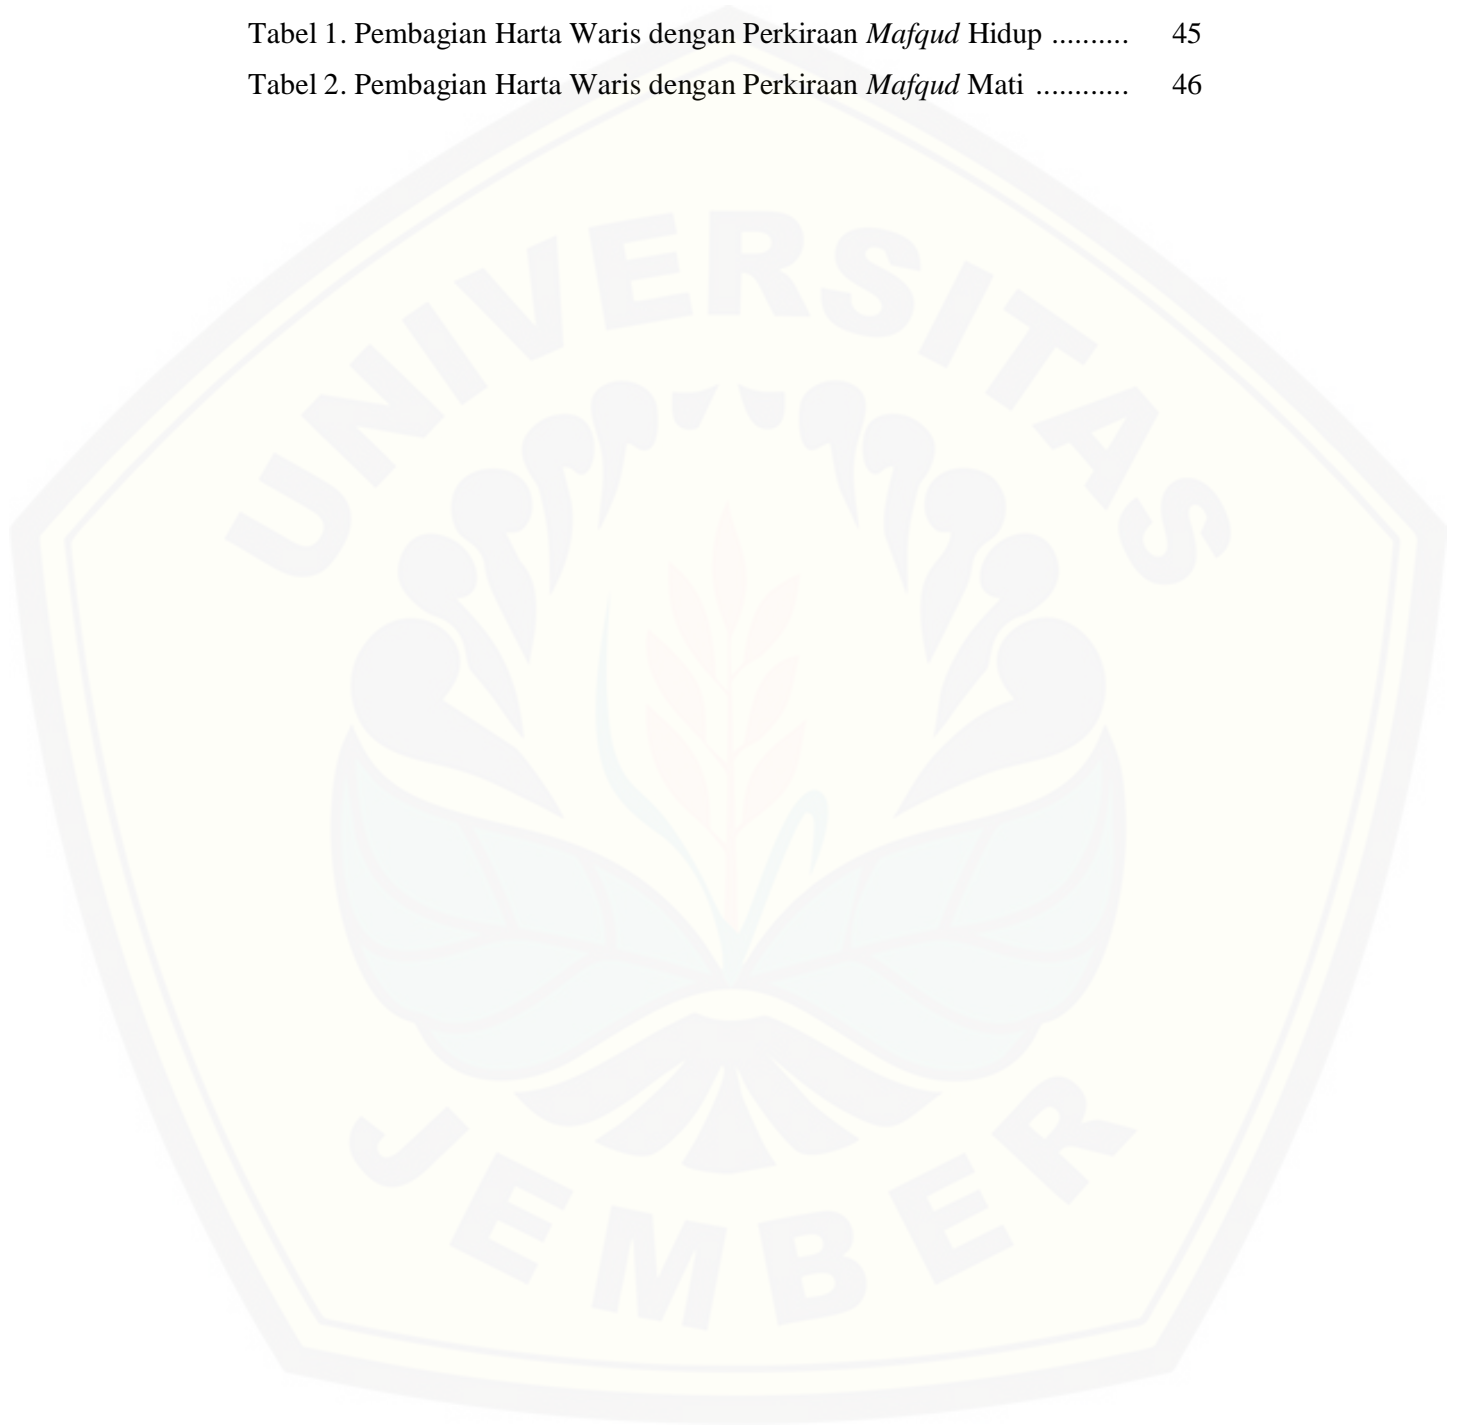 Tabel 1. Pembagian Harta Waris dengan Perkiraan Mafqud Hidup .......... 45
Tabel 2. Pembagian Harta Waris dengan Perkiraan Mafqud Mati ............ 46
UNIVERSITAS
JEMBER